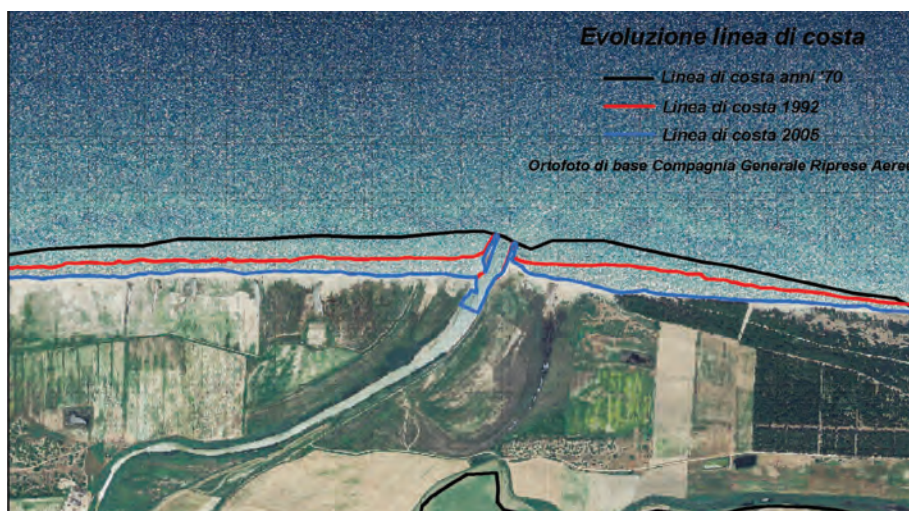 Evoluzione linea di costa
Linea di costa anni '70
Linea di costa 1992
Linea di costa 2006
Ortofoto di base Compagnia Generale Riprese Aeree